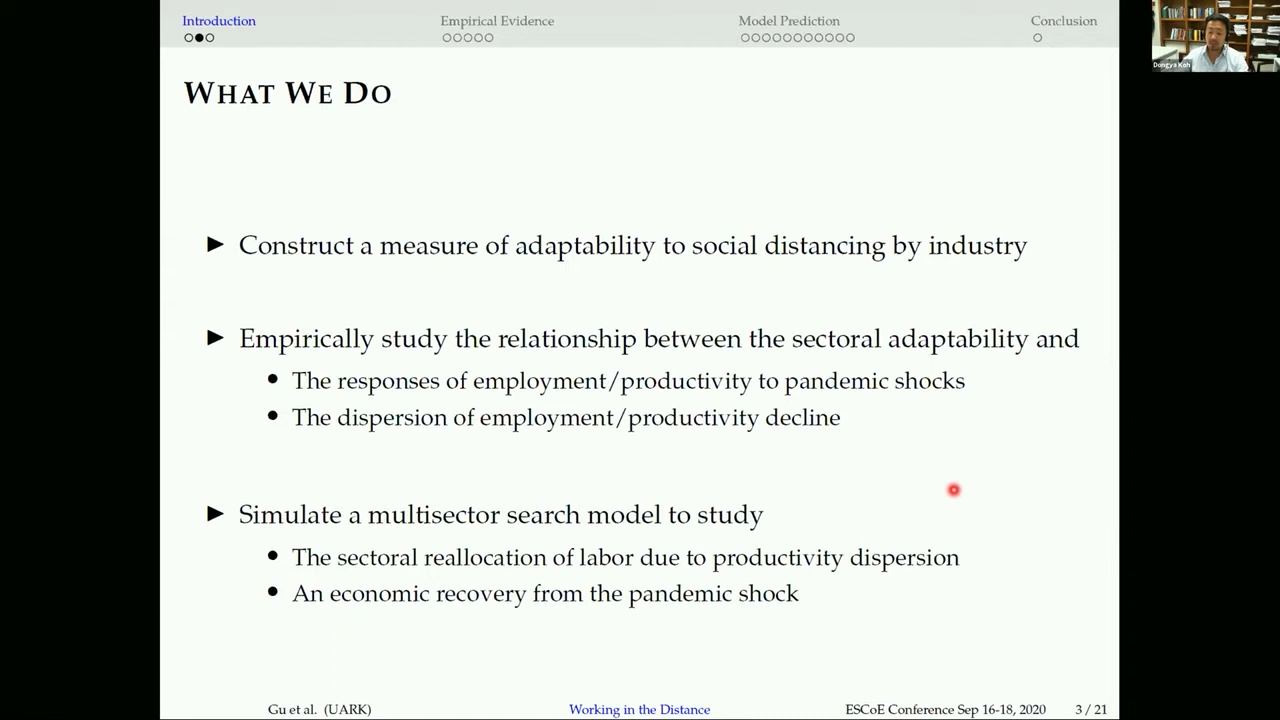 Introduction
Empirical Evidence
Model Prediction
Conclusion
Dongya Koh
WHAT WE DO
Construct a measure of adaptability to social distancing by industry
Empirically study the relationship between the sectoral adaptability and
The responses of employment/productivity to pandemic shocks
The dispersion of employment/productivity decline
Simulate a multisector search model to study
The sectoral reallocation of labor due to productivity dispersion
An economic recovery from the pandemic shock
Gu et al. (UARK)
Working in the Distance
ESCoE Conference Sep 16-18, 2020
3 / 21